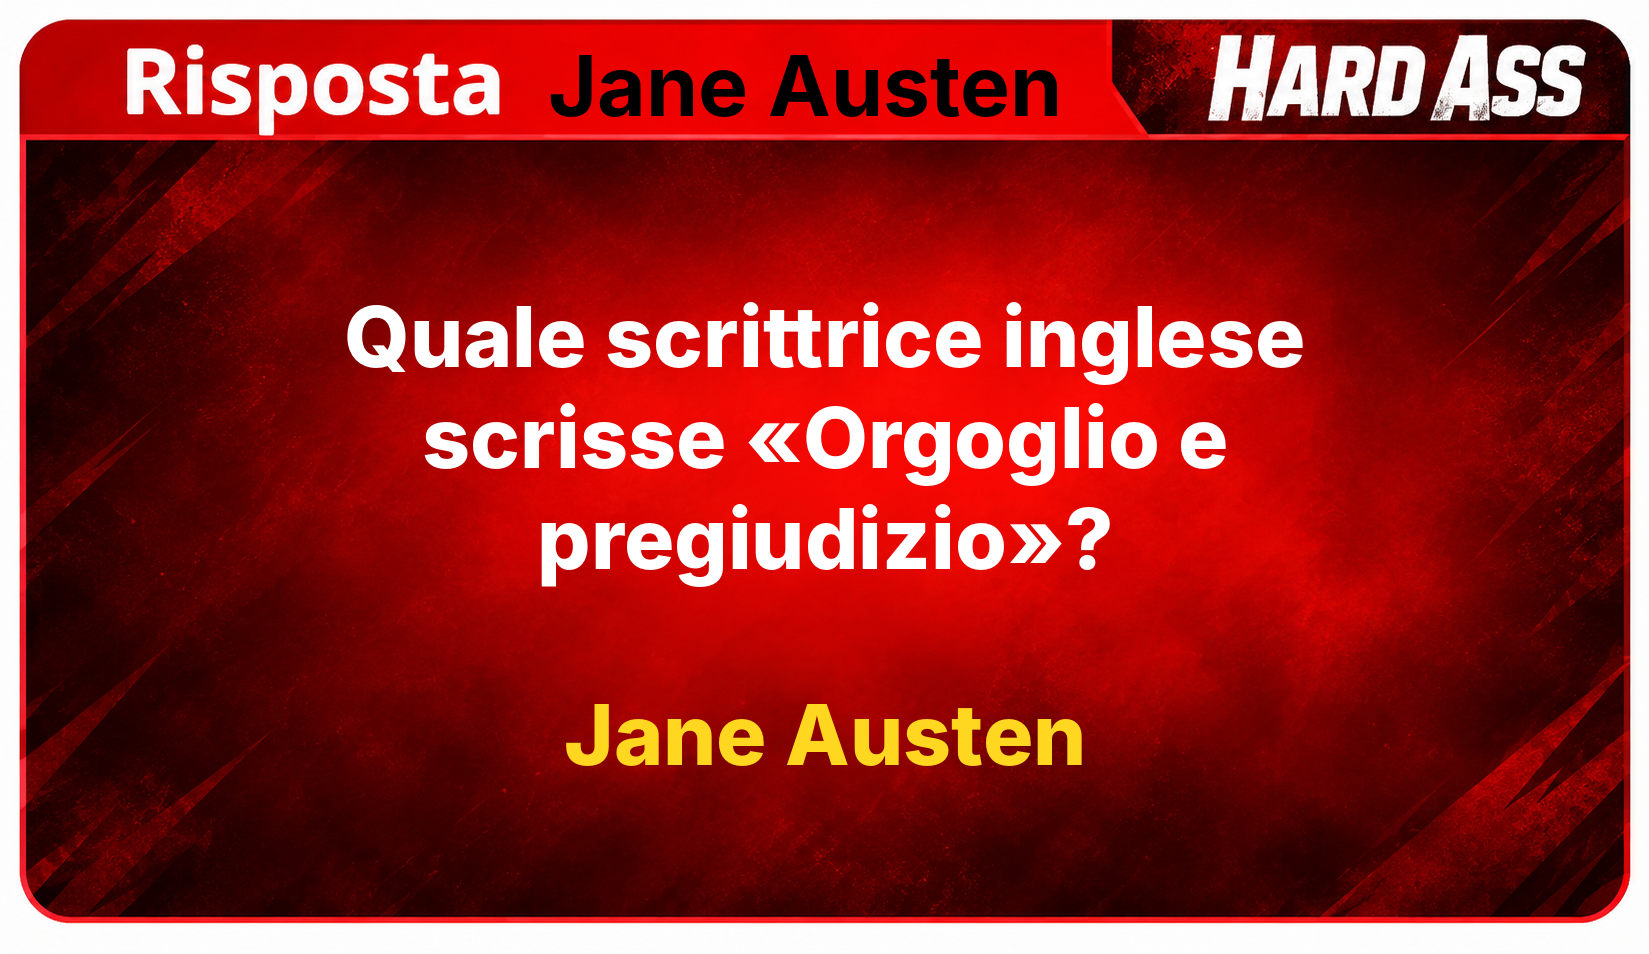 Risposta Jane Austen HARD ASS
Quale scrittrice inglese
scrisse «Orgoglio e
pregiudizio»?
Jane Austen